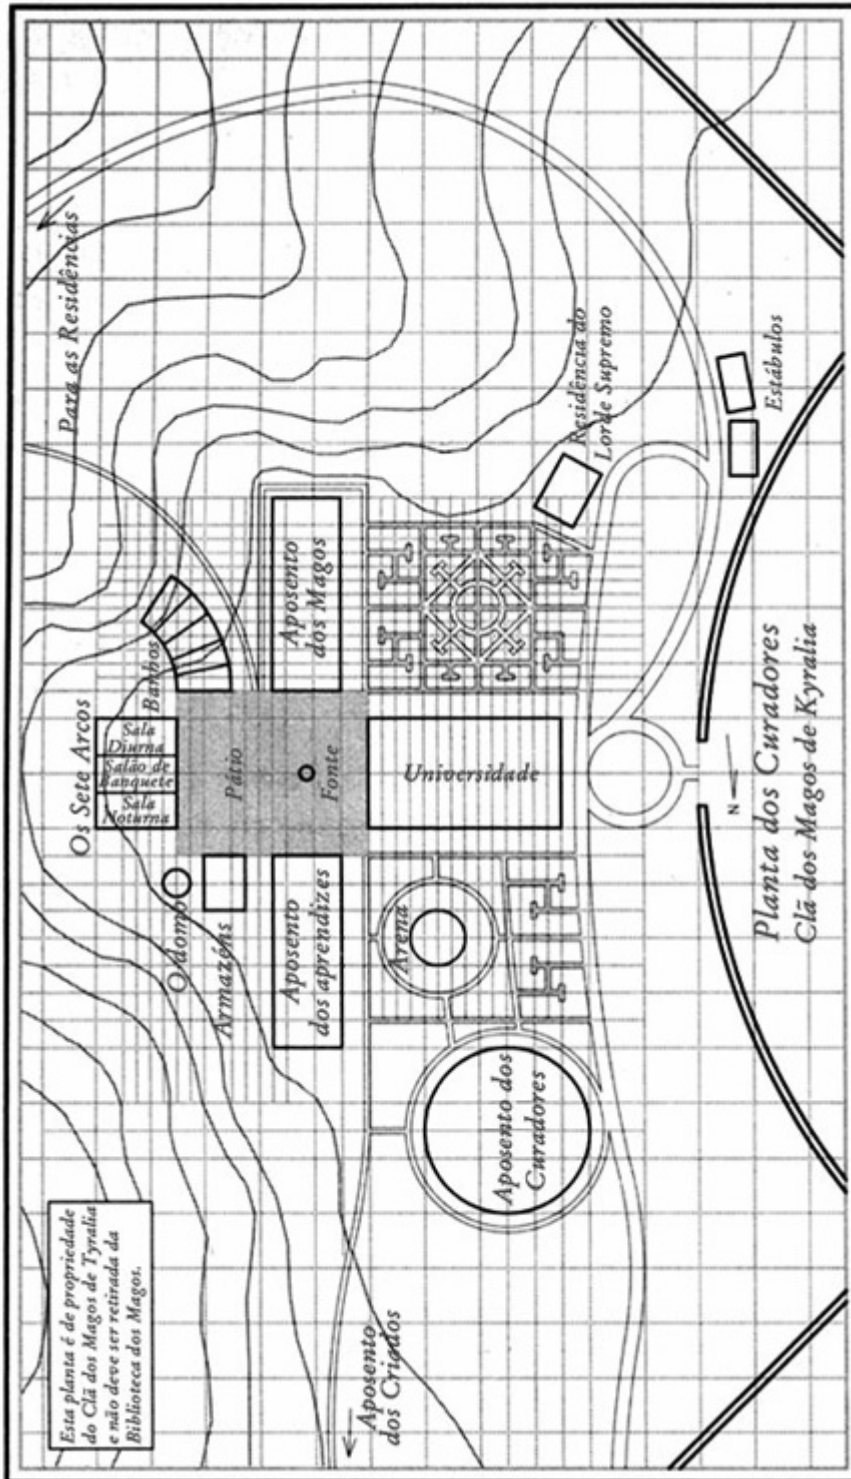 Para as Residências
Os Sete Arcos
Sala
Diurna
Salão de
Banquete
Sala
Noturna
Banhos
O domo
Armazéns
Pátio
Fonte
Aposento
dos Magos
Aposento
dos aprendizes
Universidade
Arena
Residência do
Lorde Supremo
Estábulos
Aposento dos
Curadores
Aposento
dos Criados
N
Planta dos Curadores
Clã dos Magos de Kyralia
Esta planta é de propriedade
do Clã dos Magos de Tyralia
e não deve ser retirada da
Biblioteca dos Magos.